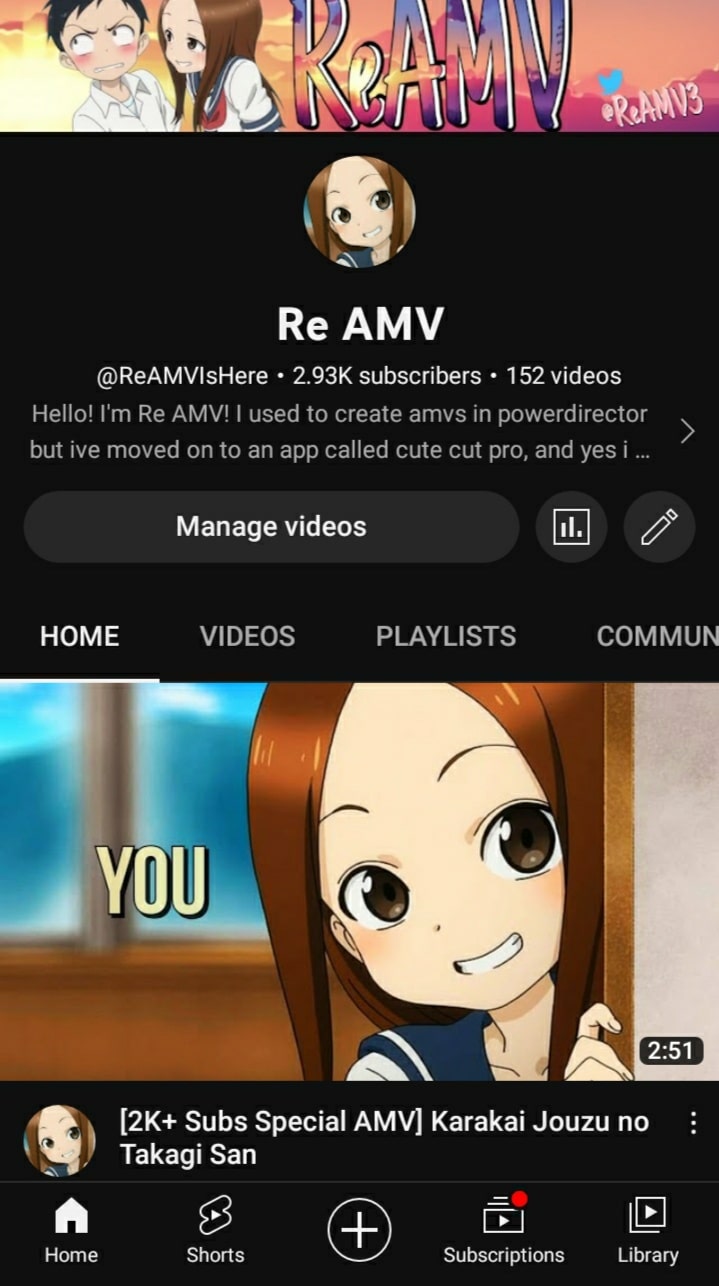 ReAMV
@ReAMV3
Re AMV
@ReAMVIsHere • 2.93K subscribers • 152 videos
Hello! I'm Re AMV! I used to create amvs in powerdirector
but ive moved on to an app called cute cut pro, and yes i ...
Manage videos
HOME VIDEOS PLAYLISTS COMMUN
YOU
2:51
[2K+ Subs Special AMV] Karakai Jouzu no
Takagi San
Home Shorts Subscriptions Library